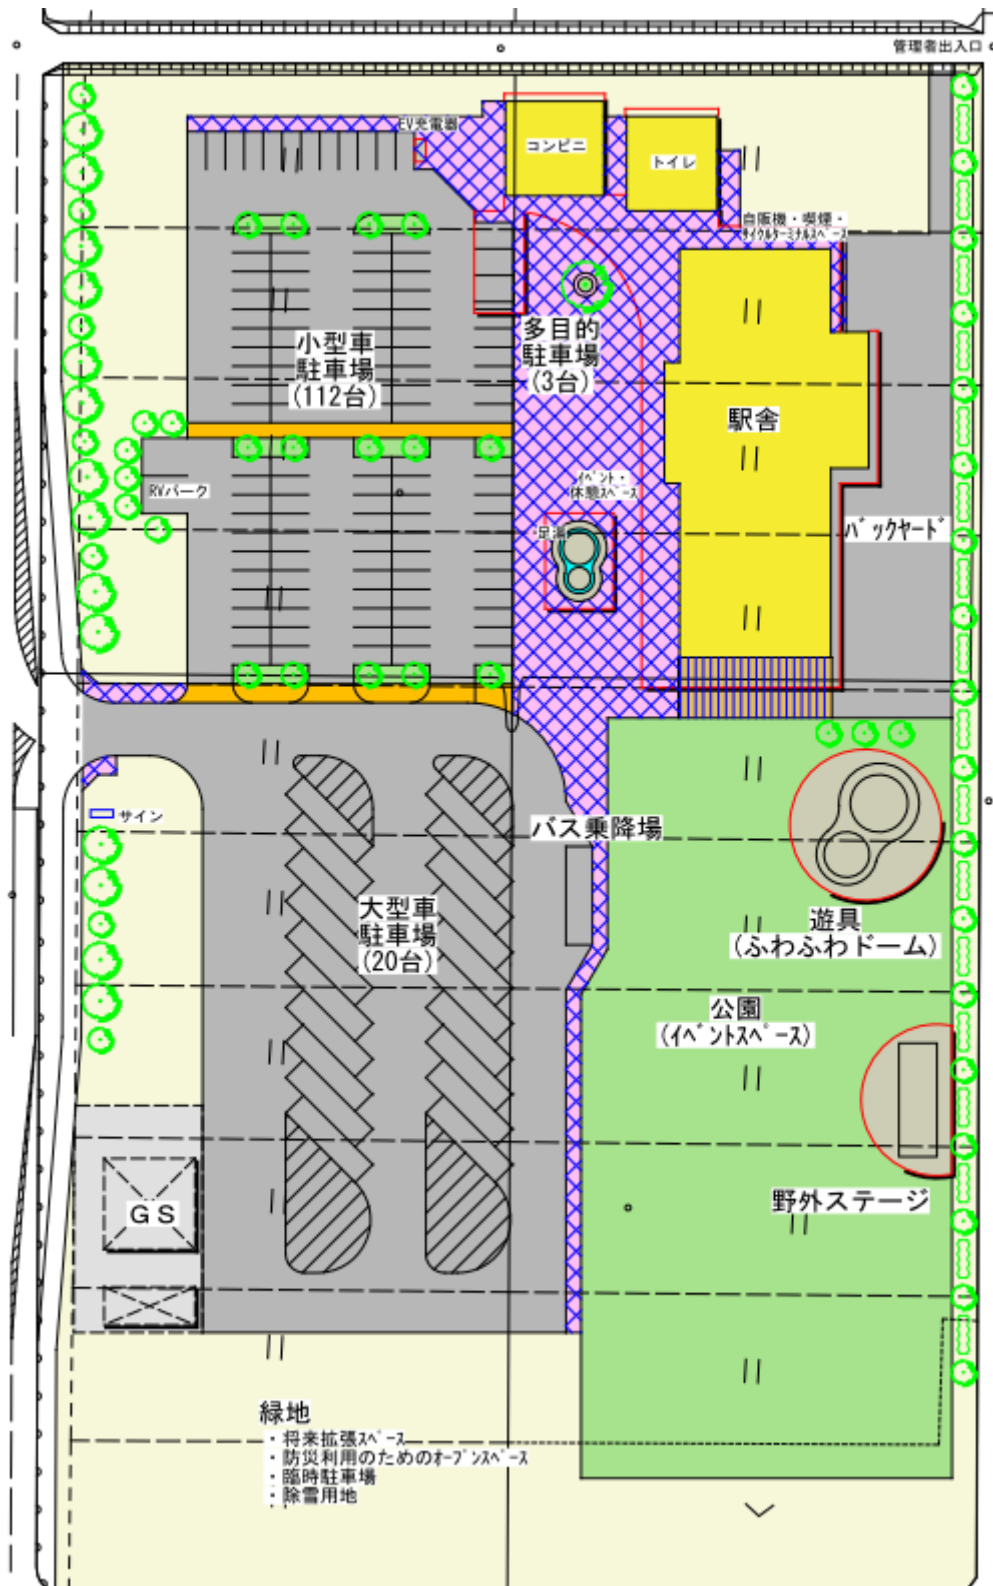 管理者出入口
EV充電器
コンビニ
トイレ
自販機・喫煙・
ｻｲｸﾙﾀｰﾐﾅﾙｽﾍﾟｰｽ
小型車
駐車場
(112台)
多目的
駐車場
(3台)
駅舎
ｲﾍﾞﾝﾄ・
休憩ｽﾍﾟｰｽ
RVパーク
足湯
ﾊﾞｯｸﾔｰﾄﾞ
サイン
バス乗降場
大型車
駐車場
(20台)
遊具
(ふわふわドーム)
公園
(ｲﾍﾞﾝﾄｽﾍﾟｰｽ)
ＧＳ
野外ステージ
緑地
・将来拡張ｽﾍﾟｰｽ
・防災利用のためのｵｰﾌﾟﾝｽﾍﾟｰｽ
・臨時駐車場
・除雪用地